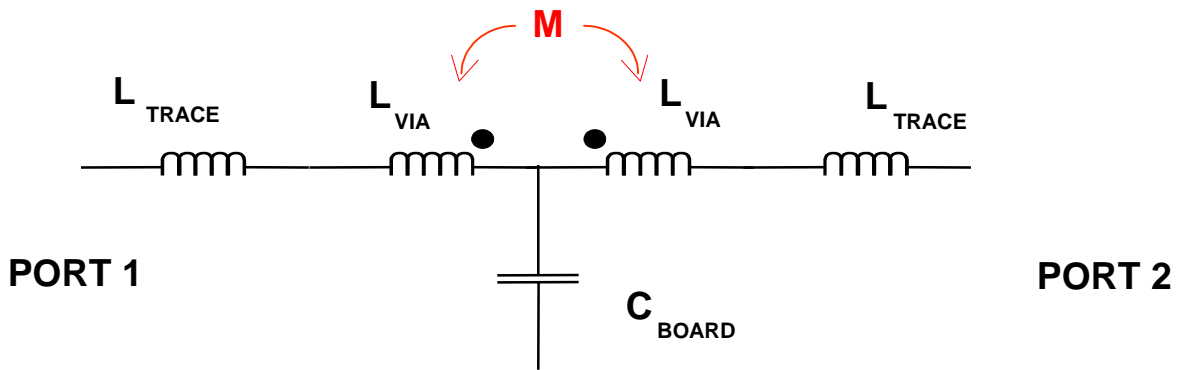 M
L TRACE
L VIA
L VIA
L TRACE
PORT 1
PORT 2
C BOARD